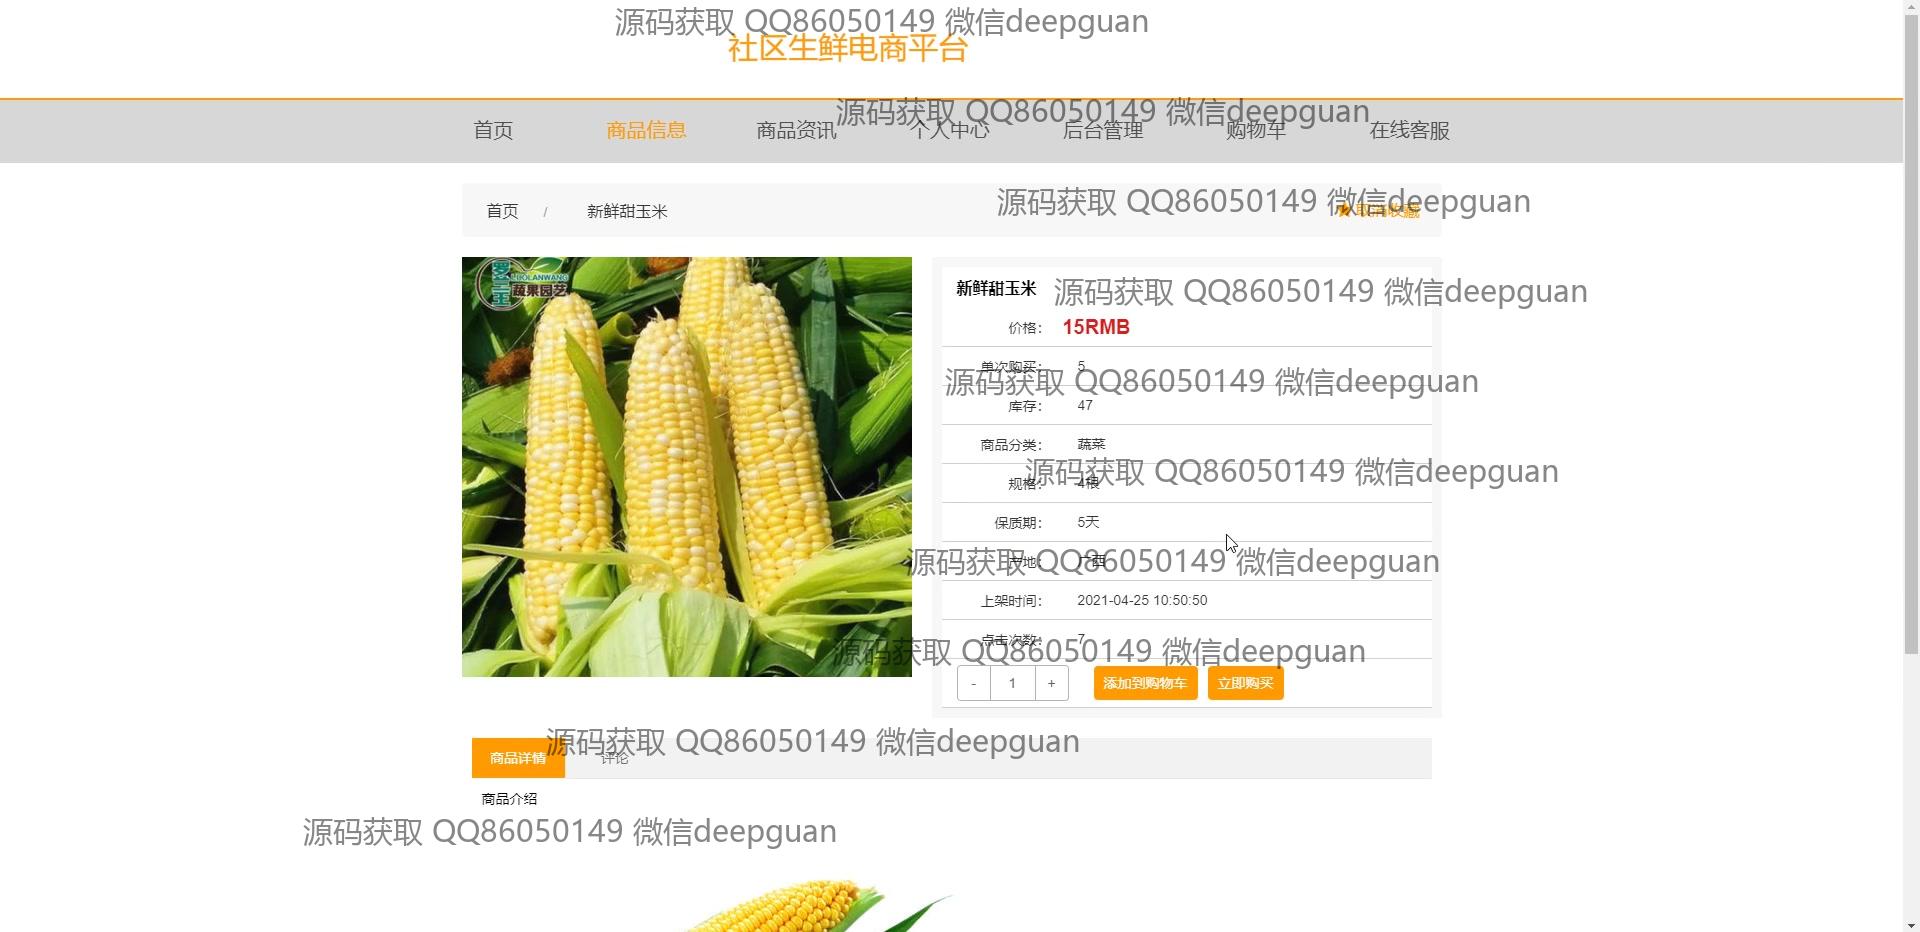 源码获取 QQ86050149 微信deepguan
社区生鲜电商平台
源码获取 QQ86050149 微信deepguan
首页 商品信息 商品资讯 个人中心 后台管理 购物车 在线客服
源码获取 QQ86050149 微信deepguan
首页 / 新鲜甜玉米 取消收藏
罗兰王 LUOLANWANG
蔬果园艺
新鲜甜玉米
源码获取 QQ86050149 微信deepguan
价格： 15RMB
单次购买： 5
源码获取 QQ86050149 微信deepguan
库存： 47
商品分类： 蔬菜
源码获取 QQ86050149 微信deepguan
规格： 4根
保质期： 5天
源码获取 QQ86050149 微信deepguan
产地： 广西
上架时间： 2021-04-25 10:50:50
点击次数： 7
源码获取 QQ86050149 微信deepguan
- 1 + 添加到购物车 立即购买
源码获取 QQ86050149 微信deepguan
商品详情 评论
商品介绍
源码获取 QQ86050149 微信deepguan